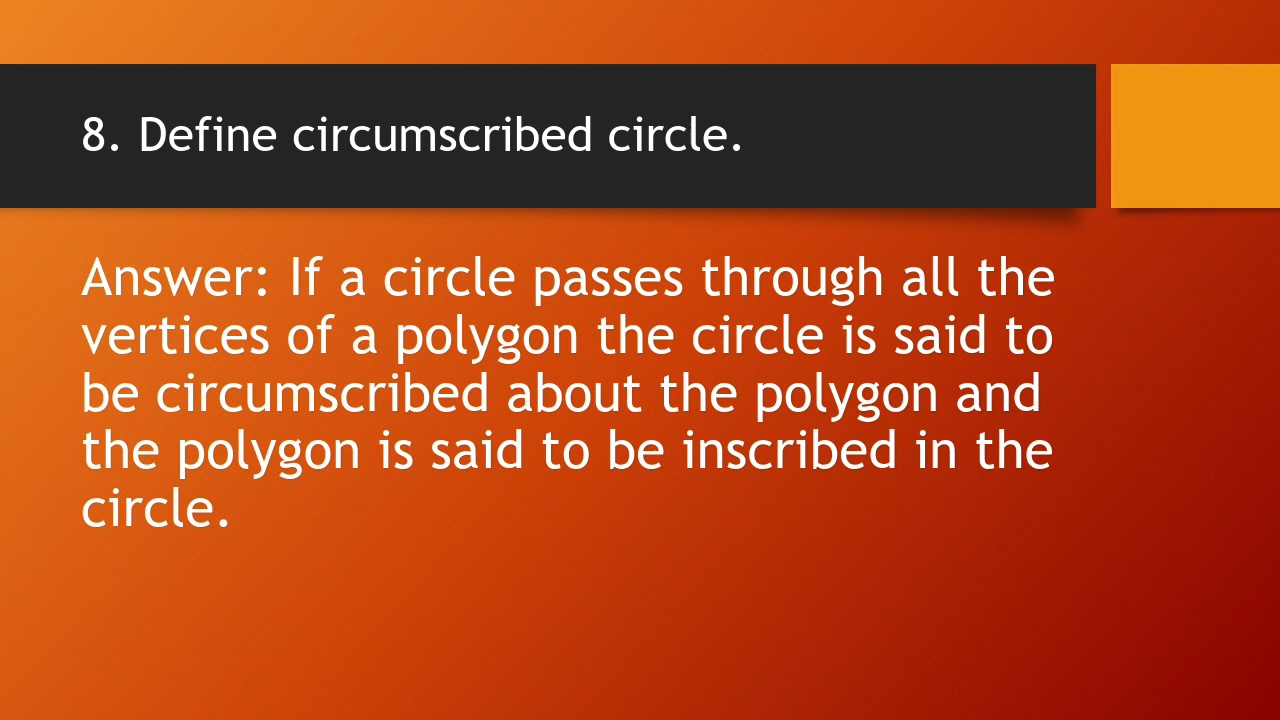 8. Define circumscribed circle.
Answer: If a circle passes through all the
vertices of a polygon the circle is said to
be circumscribed about the polygon and
the polygon is said to be inscribed in the
circle.